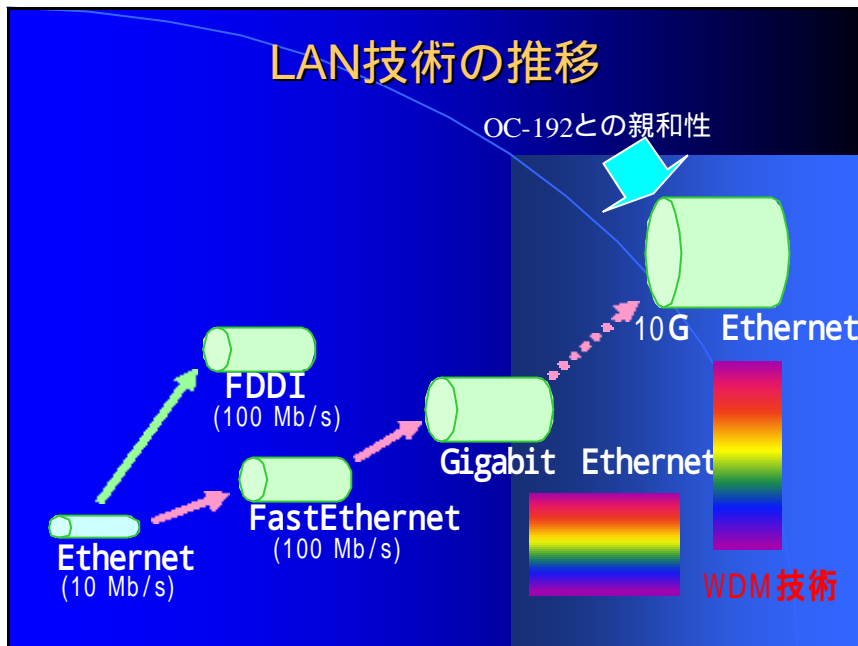 LAN技術の推移
OC-192との親和性
10G Ethernet
FDDI
(100 Mb/s)
Gigabit Ethernet
FastEthernet
(100 Mb/s)
Ethernet
(10 Mb/s)
WDM技術